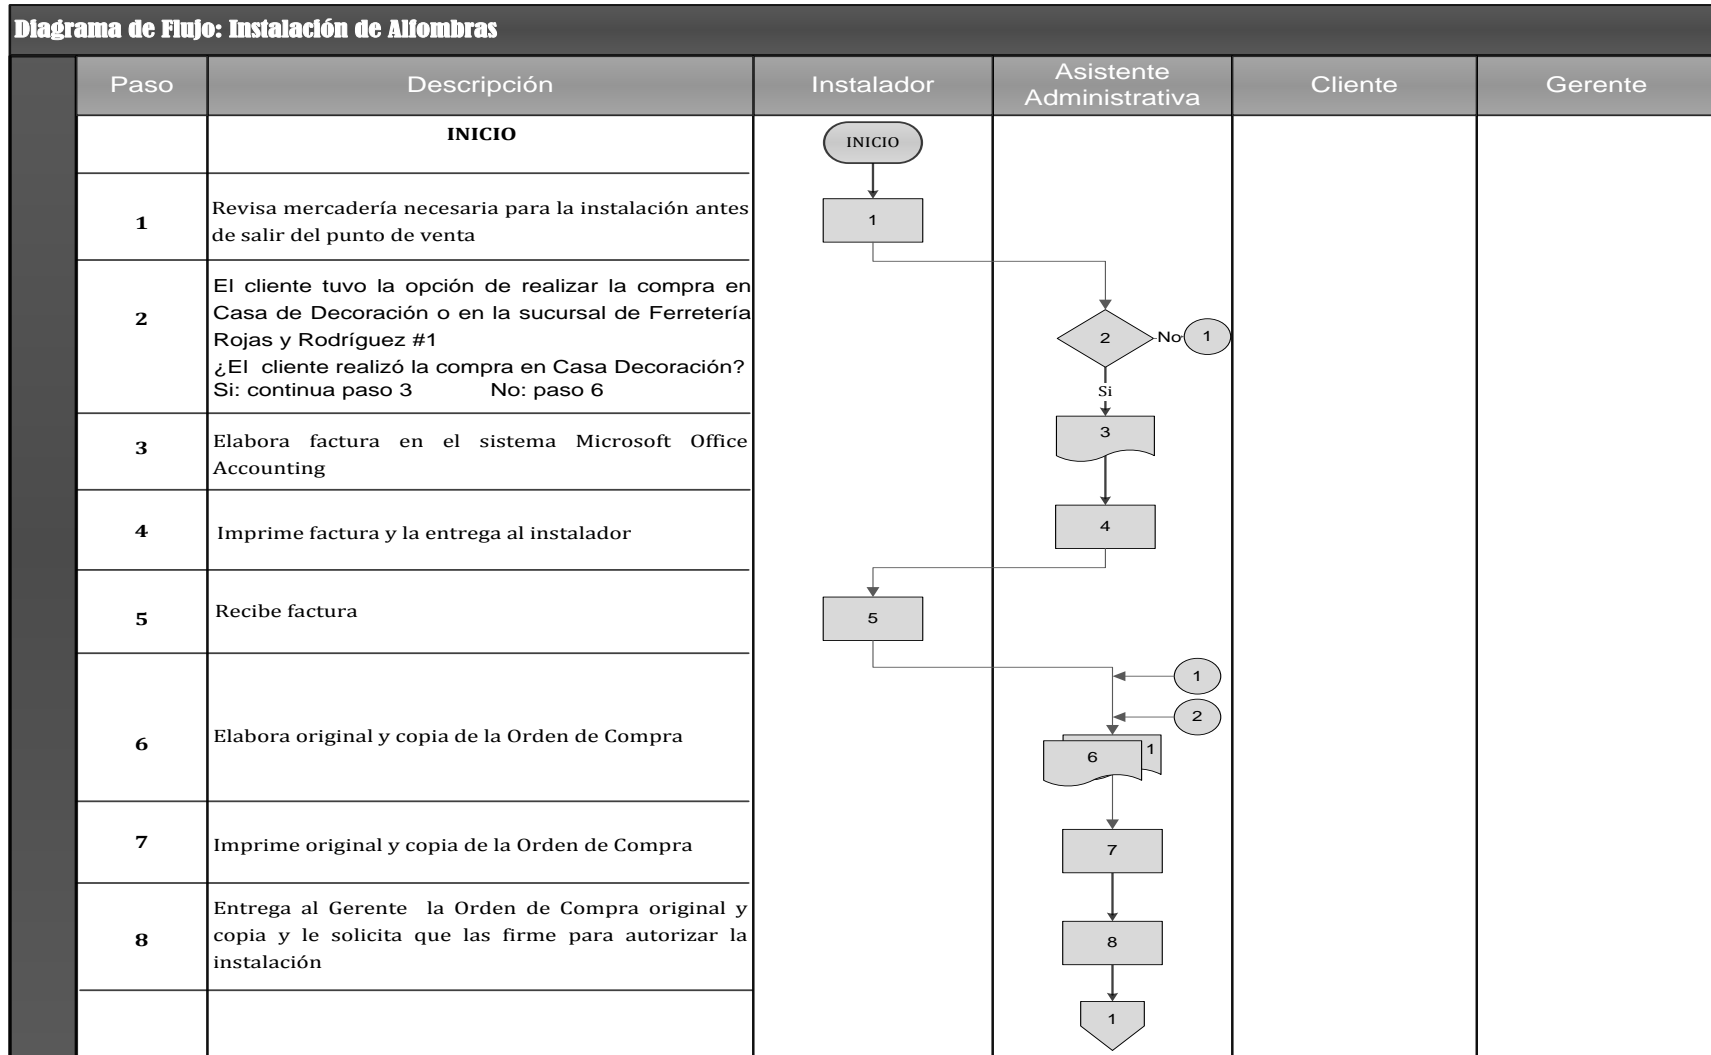 Diagrama de Flujo: Instalación de Alfombras
Paso
Descripción
Instalador
Asistente
Administrativa
Cliente
Gerente
INICIO
INICIO
1
Revisa mercadería necesaria para la instalación antes
de salir del punto de venta
1
2
El cliente tuvo la opción de realizar la compra en
Casa de Decoración o en la sucursal de Ferretería
Rojas y Rodríguez #1
¿El cliente realizó la compra en Casa Decoración?
Si: continua paso 3 No: paso 6
2
No
1
Si
3
Elabora factura en el sistema Microsoft Office
Accounting
3
4
Imprime factura y la entrega al instalador
4
5
Recibe factura
5
1
2
6
Elabora original y copia de la Orden de Compra
6
1
7
Imprime original y copia de la Orden de Compra
7
8
Entrega al Gerente la Orden de Compra original y
copia y le solicita que las firme para autorizar la
instalación
8
1